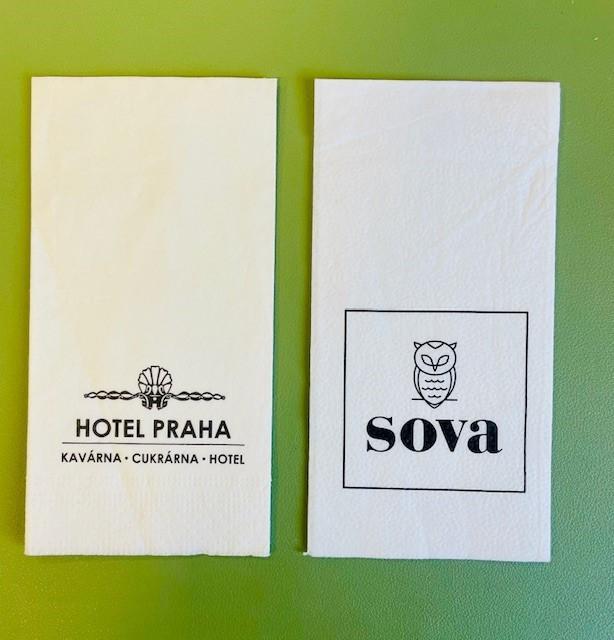 HOTEL PRAHA
KAVÁRNA · CUKRÁRNA · HOTEL
sova